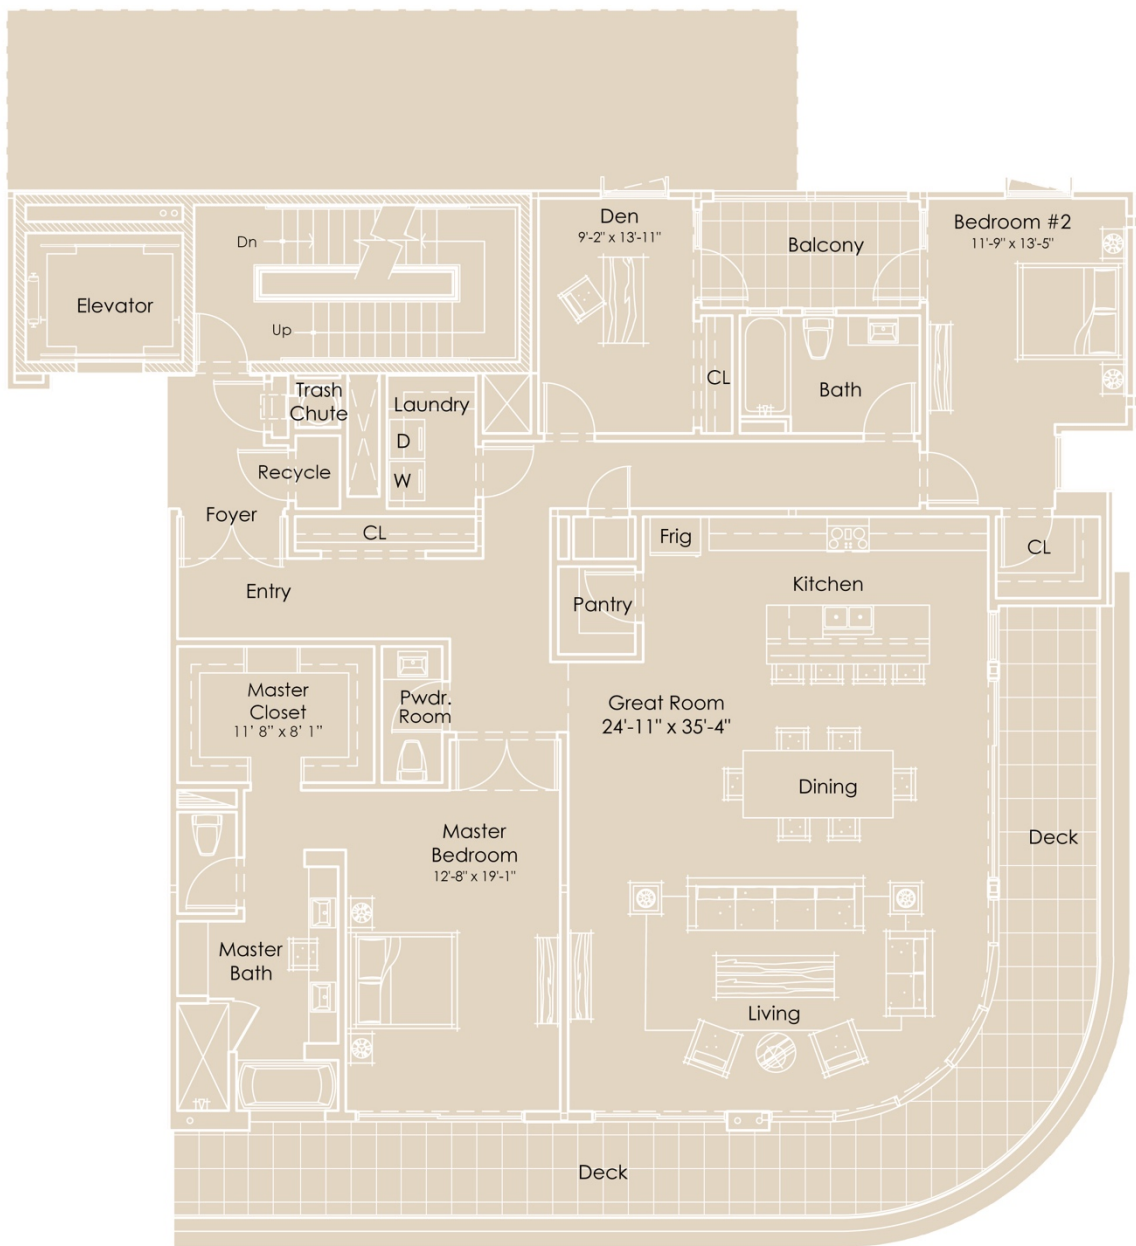 Den
9'-2" x 13'-11"
Bedroom #2
11'-9" x 13'-5"
Dn
Balcony
Elevator
Up
Trash
Chute
Laundry
CL
Bath
D
Recycle
W
Foyer
CL
Frig
CL
Entry
Kitchen
Pantry
Master
Closet
11' 8" x 8' 1"
Pwdr.
Room
Great Room
24'-11" x 35'-4"
Dining
Master
Bedroom
12'-8" x 19'-1"
Deck
Master
Bath
Living
Deck